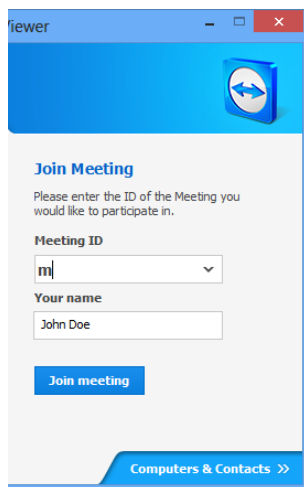 iewer
Join Meeting
Please enter the ID of the Meeting you
would like to participate in.
Meeting ID
m
Your name
John Doe
Join meeting
Computers & Contacts >>